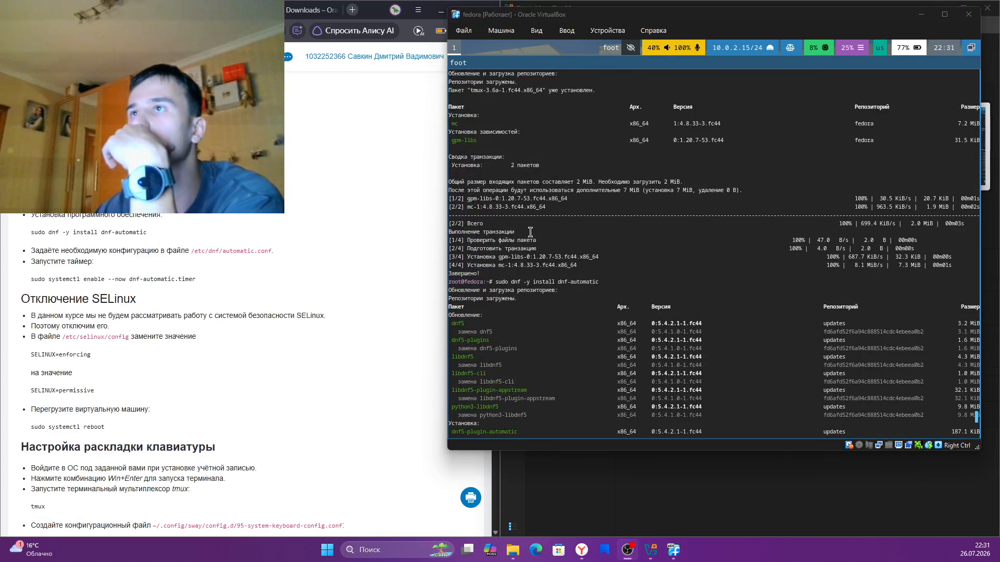 Downloads – Ora
Спросить Алису AI
1032252366 Савкин Дмитрий Вадимович
Установка программного обеспечения.
sudo dnf -y install dnf-automatic
Задаёте необходимую конфигурацию в файле /etc/dnf/automatic.conf.
Запустите таймер:
sudo systemctl enable --now dnf-automatic.timer
Отключение SELinux
В данном курсе мы не будем рассматривать работу с системой безопасности SELinux.
Поэтому отключим его.
В файле /etc/selinux/config замените значение
SELINUX=enforcing
на значение
SELINUX=permissive
Перегрузите виртуальную машину:
sudo systemctl reboot
Настройка раскладки клавиатуры
Войдите в ОС под заданной вами при установке учётной записью.
Нажмите комбинацию Win+Enter для запуска терминала.
Запустите терминальный мультиплексор tmux:
tmux
Создайте конфигурационный файл ~/.config/sway/config.d/95-system-keyboard-config.conf:
fedora [Работает] - Oracle VirtualBox
Файл Машина Вид Ввод Устройства Справка
1 foot 40% 100% 10.0.2.15/24 8% 25% us 77% 22:31
foot
Обновление и загрузка репозиториев:
Репозитории загружены.
Пакет "tmux-3.6a-1.fc44.x86_64" уже установлен.
Пакет Арх. Версия Репозиторий Размер
Установка:
mc x86_64 1:4.8.33-3.fc44 fedora 7.2 MiB
Установка зависимостей:
gpm-libs x86_64 0:1.20.7-53.fc44 fedora 31.5 KiB
Сводка транзакции:
Установка: 2 пакетов
Общий размер входящих пакетов составляет 2 MiB. Необходимо загрузить 2 MiB.
После этой операции будут использоваться дополнительные 7 MiB (установка 7 MiB, удаление 0 B).
[1/2] gpm-libs-0:1.20.7-53.fc44.x86_64 100% | 30.5 KiB/s | 20.7 KiB | 00m01s
[2/2] mc-1:4.8.33-3.fc44.x86_64 100% | 963.5 KiB/s | 1.9 MiB | 00m02s
[2/2] Всего 100% | 699.4 KiB/s | 2.0 MiB | 00m03s
Выполнение транзакции
[1/4] Проверить файлы пакета 100% | 47.0 B/s | 2.0 B | 00m00s
[2/4] Подготовить транзакцию 100% | 4.0 B/s | 2.0 B | 00m00s
[3/4] Установка gpm-libs-0:1.20.7-53.fc44.x86_64 100% | 687.7 KiB/s | 32.3 KiB | 00m00s
[4/4] Установка mc-1:4.8.33-3.fc44.x86_64 100% | 8.1 MiB/s | 7.3 MiB | 00m01s
Завершено!
root@fedora:~# sudo dnf -y install dnf-automatic
Обновление и загрузка репозиториев:
Репозитории загружены.
Пакет Арх. Версия Репозиторий Размер
Обновление:
dnf5 x86_64 0:5.4.2.1-1.fc44 updates 3.2 MiB
замена dnf5 x86_64 0:5.4.1.0-1.fc44 fd6afd52f6a94c888514cdc4ebeea0b2 3.1 MiB
dnf5-plugins x86_64 0:5.4.2.1-1.fc44 updates 1.6 MiB
замена dnf5-plugins x86_64 0:5.4.1.0-1.fc44 fd6afd52f6a94c888514cdc4ebeea0b2 1.6 MiB
libdnf5 x86_64 0:5.4.2.1-1.fc44 updates 4.3 MiB
замена libdnf5 x86_64 0:5.4.1.0-1.fc44 fd6afd52f6a94c888514cdc4ebeea0b2 4.3 MiB
libdnf5-cli x86_64 0:5.4.2.1-1.fc44 updates 1.0 MiB
замена libdnf5-cli x86_64 0:5.4.1.0-1.fc44 fd6afd52f6a94c888514cdc4ebeea0b2 1.0 MiB
libdnf5-plugin-appstream x86_64 0:5.4.2.1-1.fc44 updates 32.1 KiB
замена libdnf5-plugin-appstream x86_64 0:5.4.1.0-1.fc44 fd6afd52f6a94c888514cdc4ebeea0b2 32.1 KiB
python3-libdnf5 x86_64 0:5.4.2.1-1.fc44 updates 9.8 MiB
замена python3-libdnf5 x86_64 0:5.4.1.0-1.fc44 fd6afd52f6a94c888514cdc4ebeea0b2 9.8 MiB
Установка:
dnf5-plugin-automatic x86_64 0:5.4.2.1-1.fc44 updates 187.1 KiB
Right Ctrl
1
16°C
Облачно
Поиск
22:31
26.07.2026